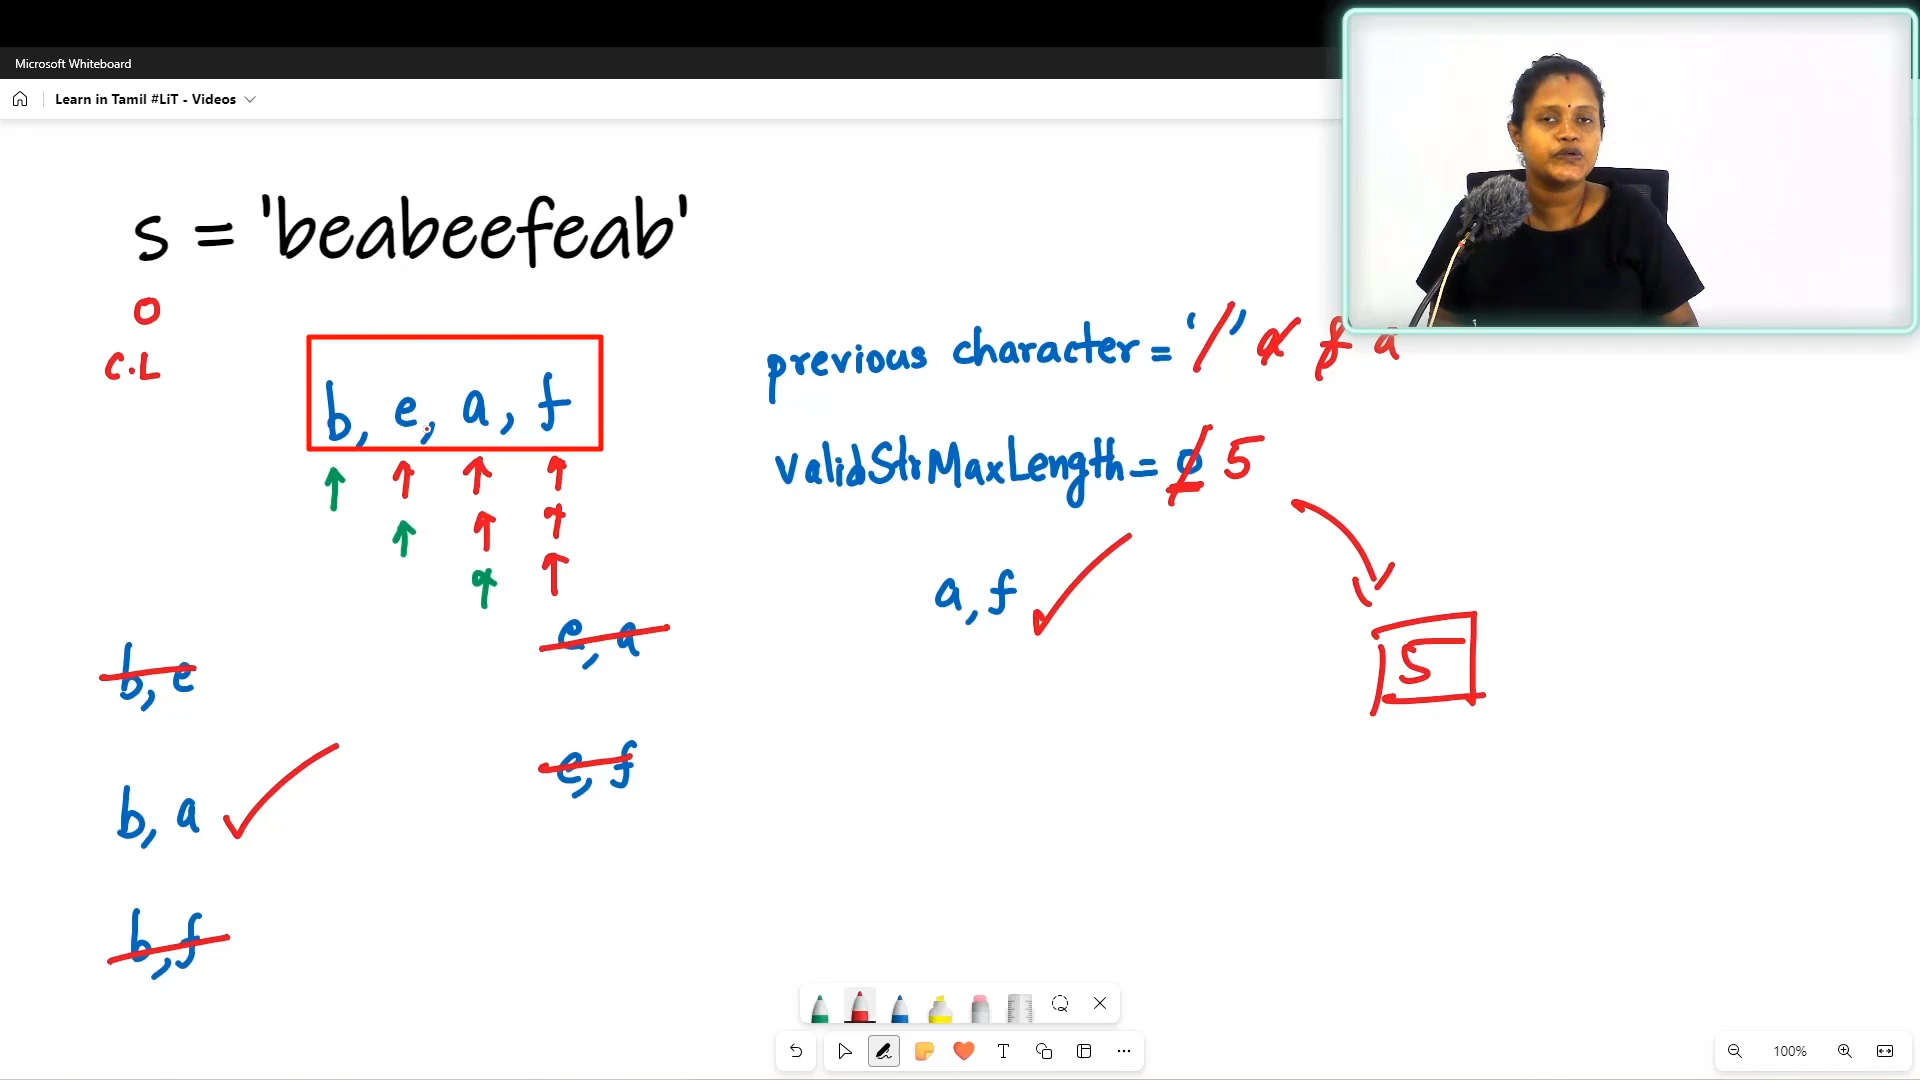 Microsoft Whiteboard
Learn in Tamil #LiT - Videos
s = 'beabeefeab'
0
C.L
b, e, a, f
previous character = ' ' a f a
validStrMaxLength = 0 5
a, f
5
b, e
e, a
b, a
e, f
b, f
100%